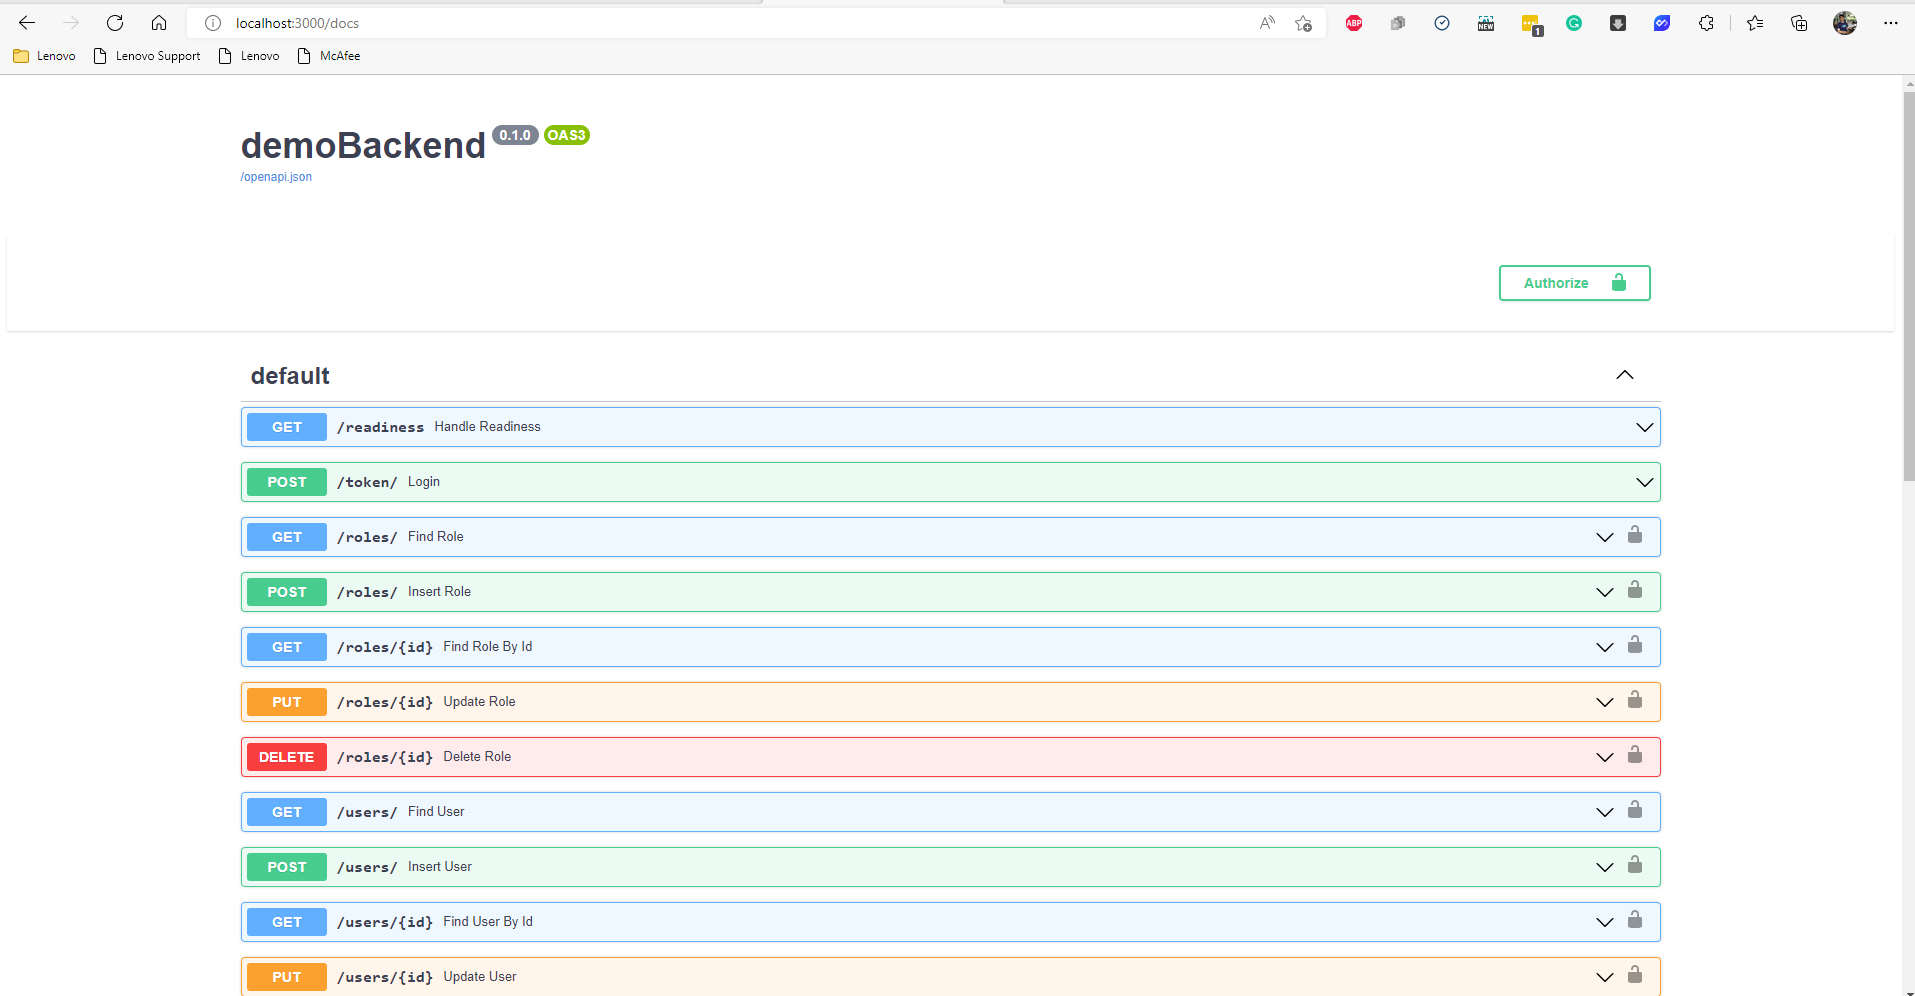 localhost:3000/docs
A
ABP
NEW
1
G
Lenovo Lenovo Support Lenovo McAfee
demoBackend 0.1.0 OAS3
/openapi.json
Authorize
default
GET /readiness Handle Readiness
POST /token/ Login
GET /roles/ Find Role
POST /roles/ Insert Role
GET /roles/{id} Find Role By Id
PUT /roles/{id} Update Role
DELETE /roles/{id} Delete Role
GET /users/ Find User
POST /users/ Insert User
GET /users/{id} Find User By Id
PUT /users/{id} Update User